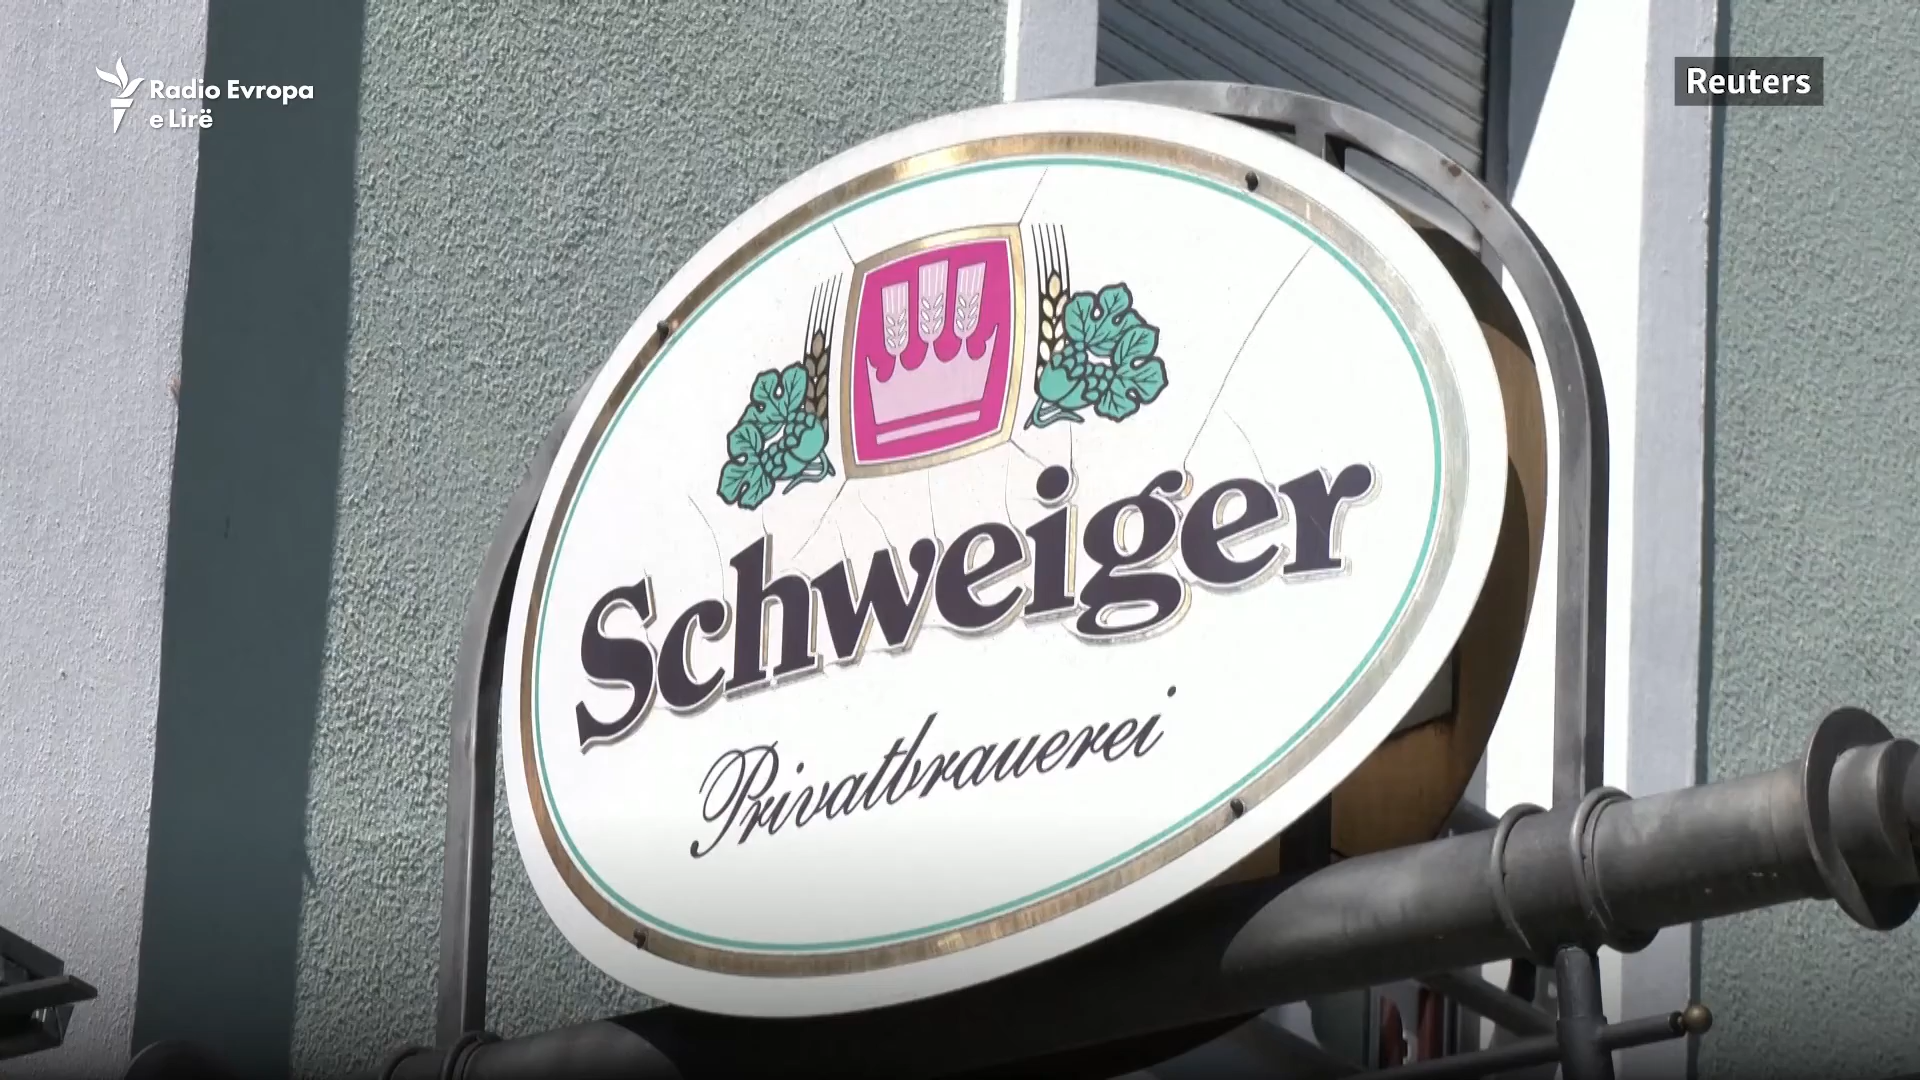 Radio Evropa
e Lirë
Reuters
Schweiger
Privatbrauerei